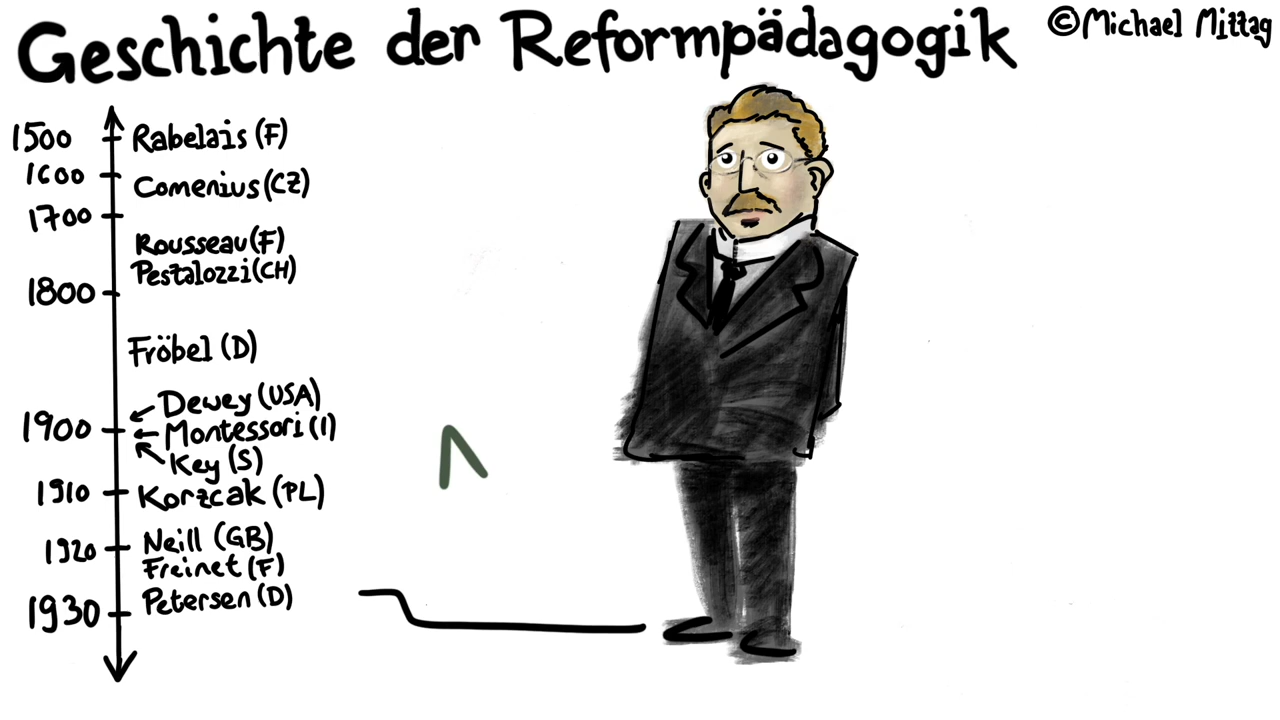 Geschichte der Reformpädagogik
©Michael Mittag
1500 Rabelais (F)
1600
Comenius (CZ)
1700
Rousseau (F)
Pestalozzi (CH)
1800
Fröbel (D)
Dewey (USA)
1900 Montessori (I)
Key (S)
1910 Korzcak (PL)
1920 Neill (GB)
Freinet (F)
Petersen (D)
1930